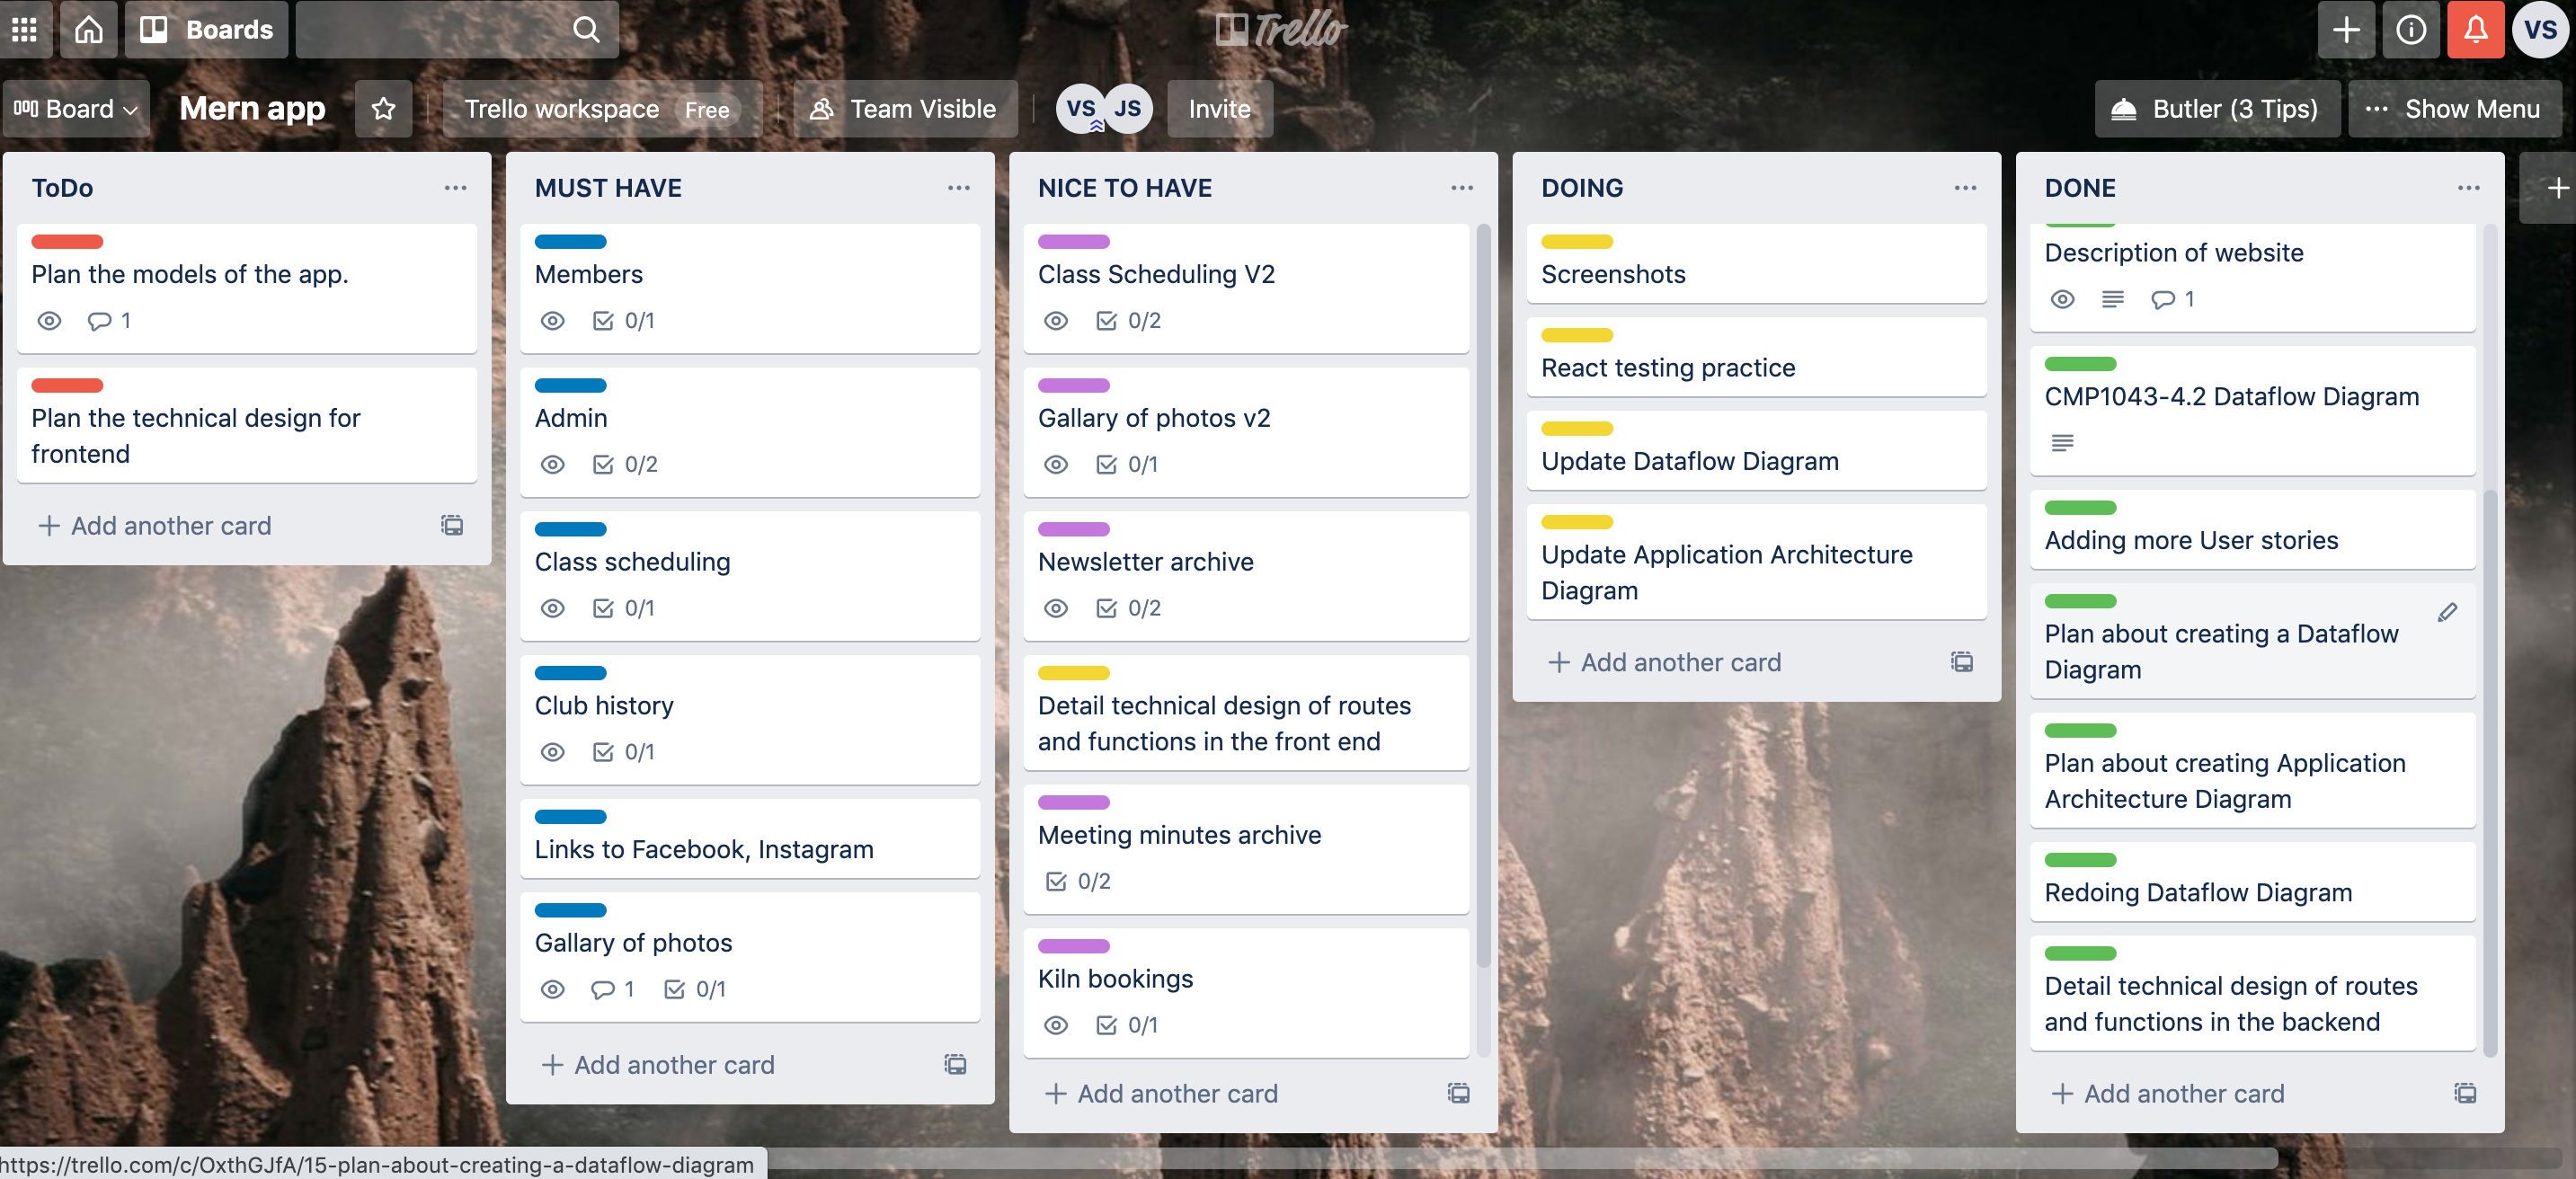 Boards
Trello
VS
Board
Mern app
Trello workspace Free
Team Visible
VS JS
Invite
Butler (3 Tips)
... Show Menu
ToDo
Plan the models of the app.
1
Plan the technical design for
frontend
+ Add another card
MUST HAVE
Members
0/1
Admin
0/2
Class scheduling
0/1
Club history
0/1
Links to Facebook, Instagram
Gallary of photos
1 0/1
+ Add another card
NICE TO HAVE
Class Scheduling V2
0/2
Gallary of photos v2
0/1
Newsletter archive
0/2
Detail technical design of routes
and functions in the front end
Meeting minutes archive
0/2
Kiln bookings
0/1
+ Add another card
DOING
Screenshots
React testing practice
Update Dataflow Diagram
Update Application Architecture
Diagram
+ Add another card
DONE
Description of website
1
CMP1043-4.2 Dataflow Diagram
Adding more User stories
Plan about creating a Dataflow
Diagram
Plan about creating Application
Architecture Diagram
Redoing Dataflow Diagram
Detail technical design of routes
and functions in the backend
+ Add another card
https://trello.com/c/OxthGJfA/15-plan-about-creating-a-dataflow-diagram